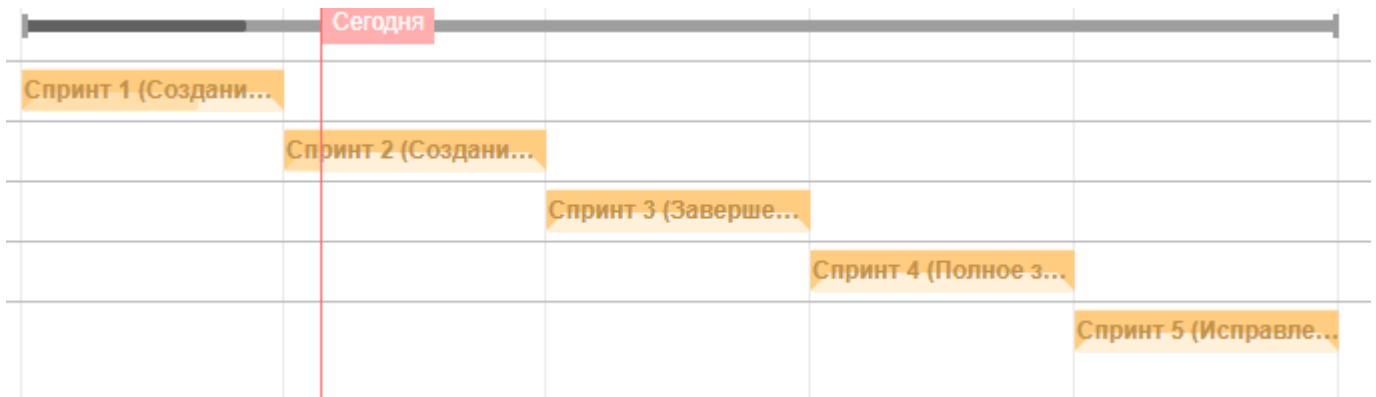 Сегодня
Спринт 1 (Создани...
Спринт 2 (Создани...
Спринт 3 (Заверше...
Спринт 4 (Полное з...
Спринт 5 (Исправле...